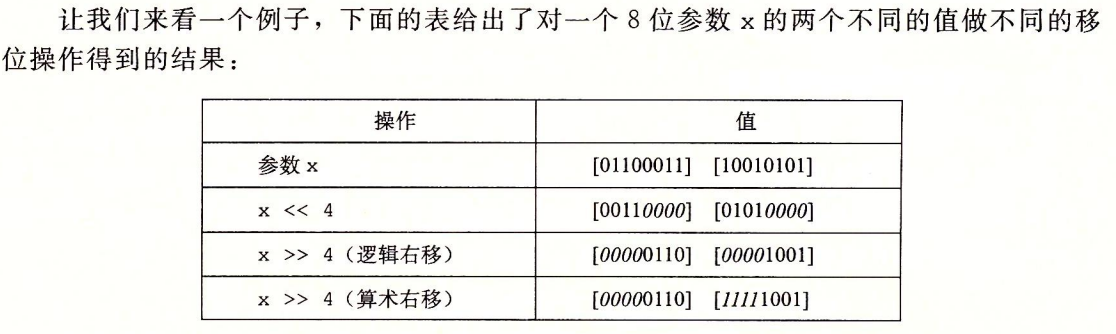 让我们来看一个例子，下面的表给出了对一个 8 位参数 x 的两个不同的值做不同的移
位操作得到的结果：
操作 值
参数 x [01100011] [10010101]
x << 4 [00110000] [01010000]
x >> 4（逻辑右移） [00000110] [00001001]
x >> 4（算术右移） [00000110] [11111001]